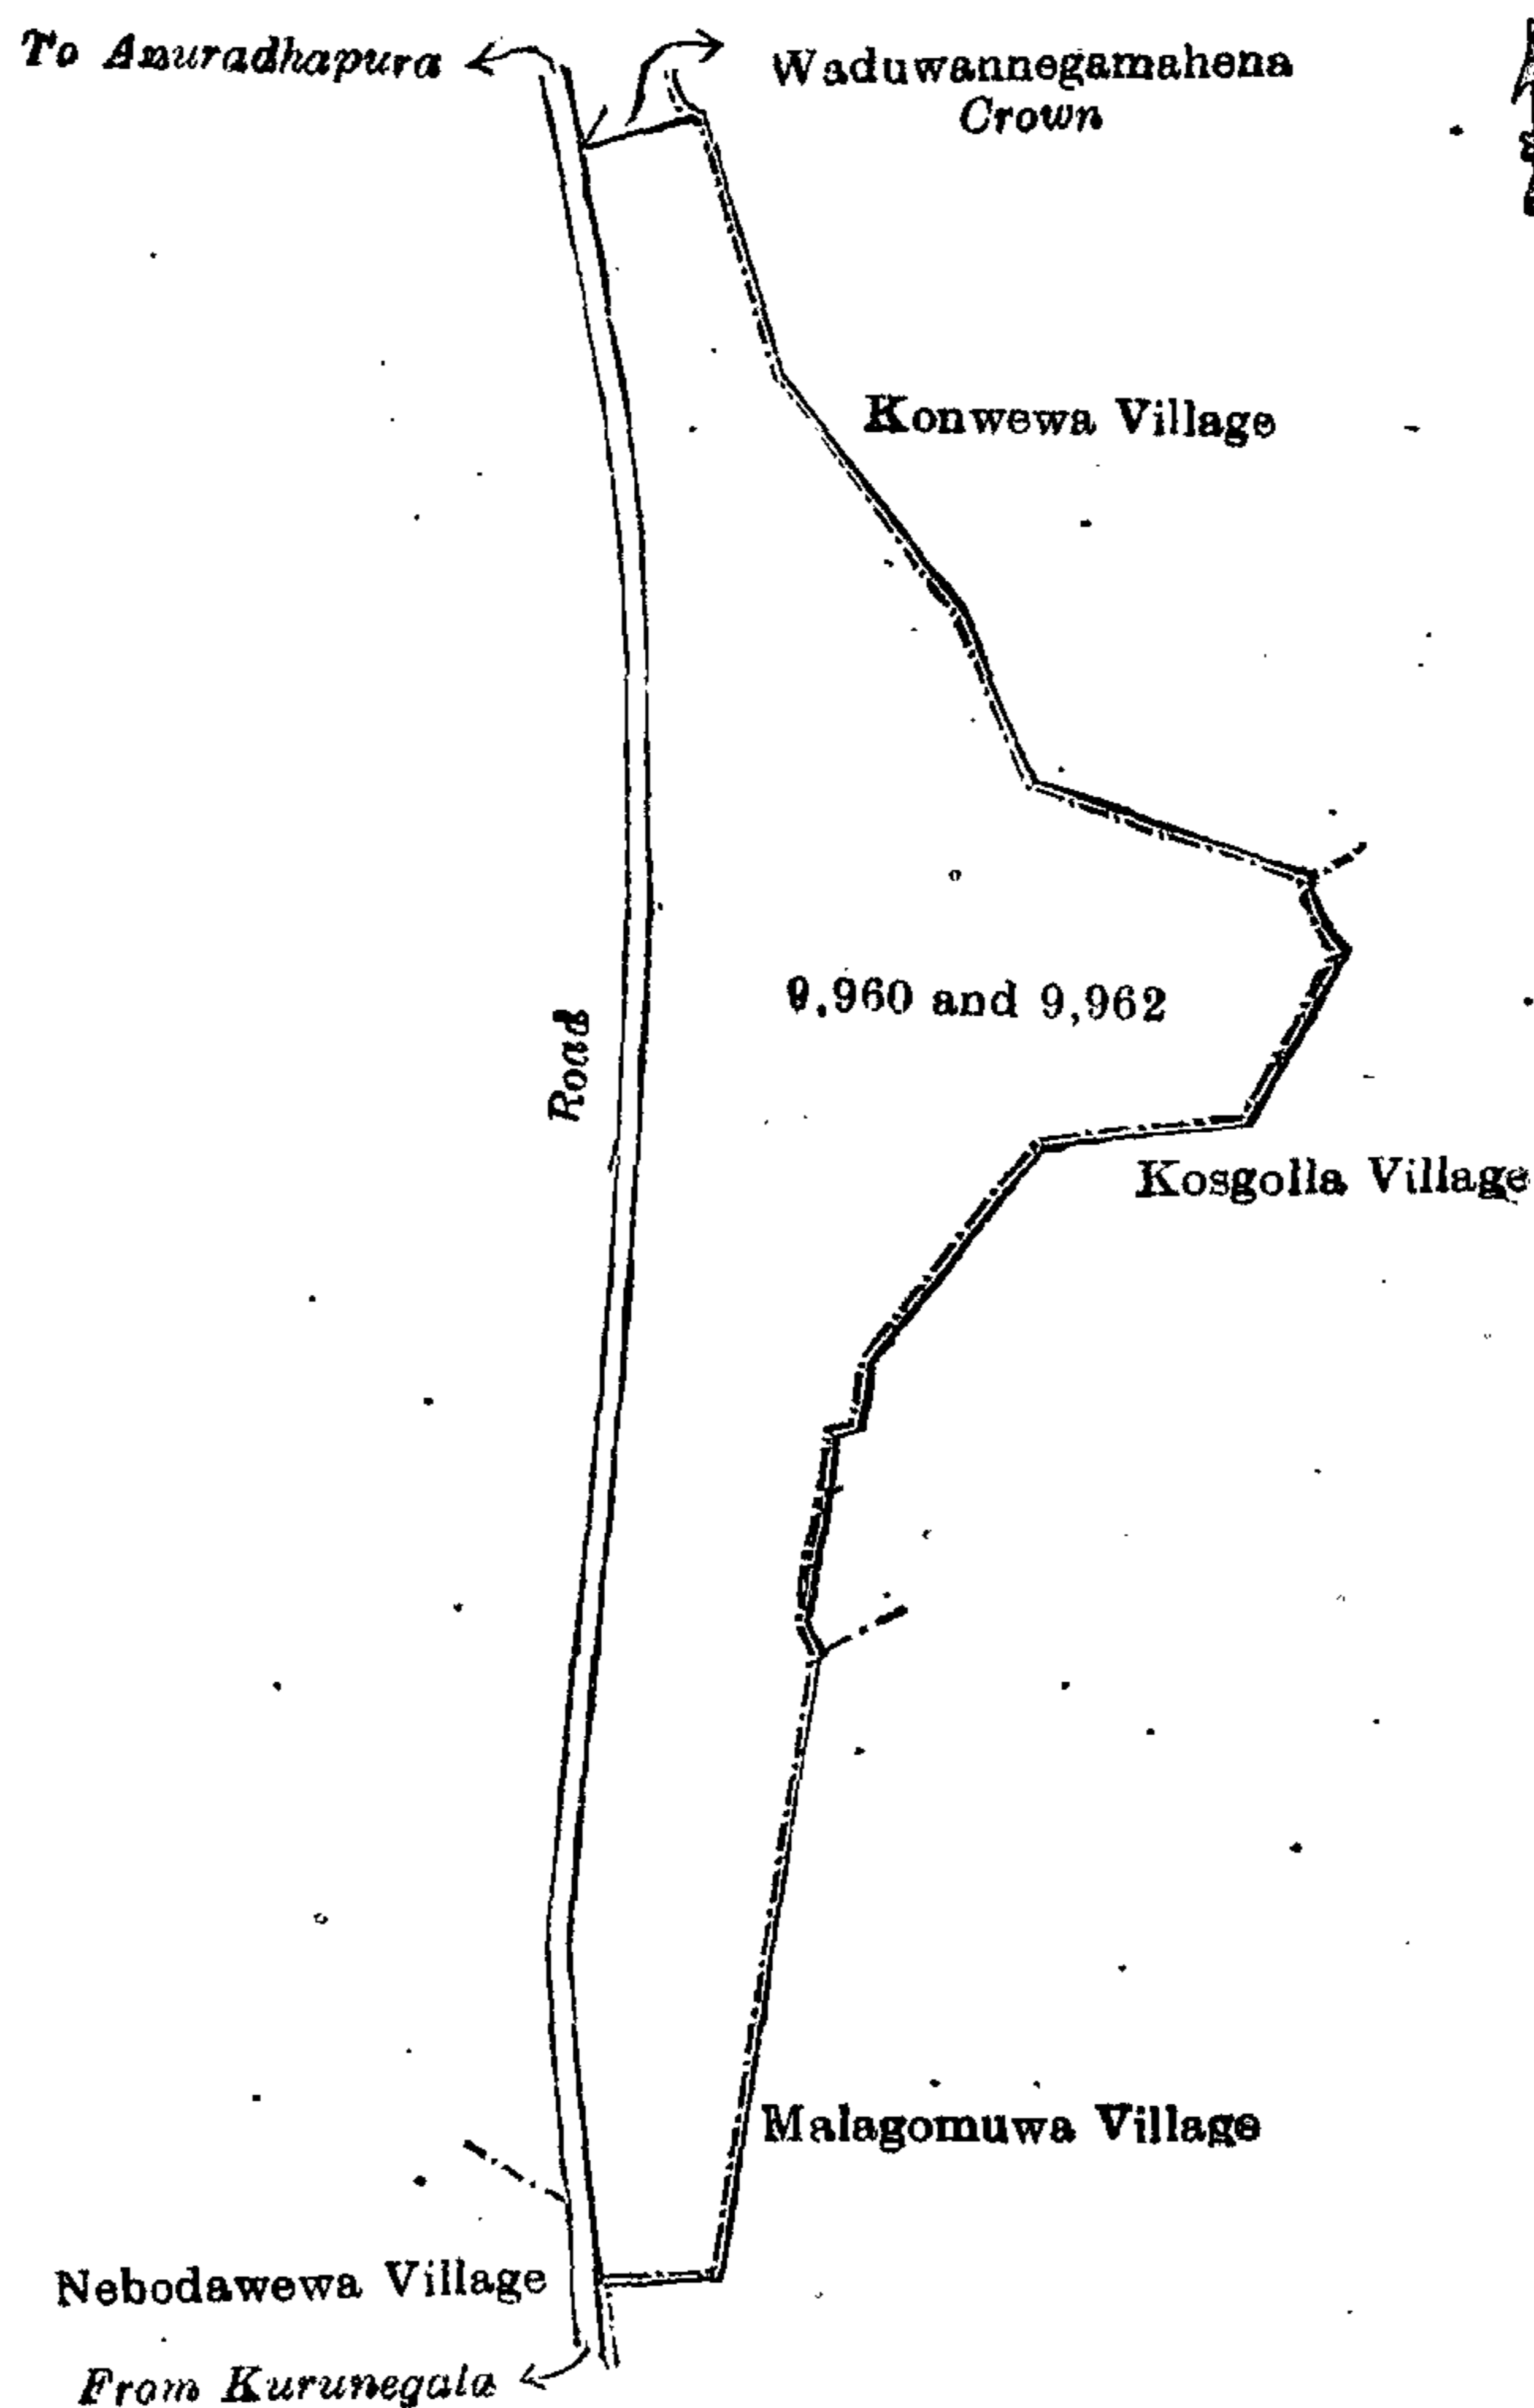 To Anuradhapura
Waduwannegamahena
Crown
Konwewa Village
9,960 and 9,962
Road
Kosgolla Village
Malagomuwa Village
Nebodawewa Village
From Kurunegala